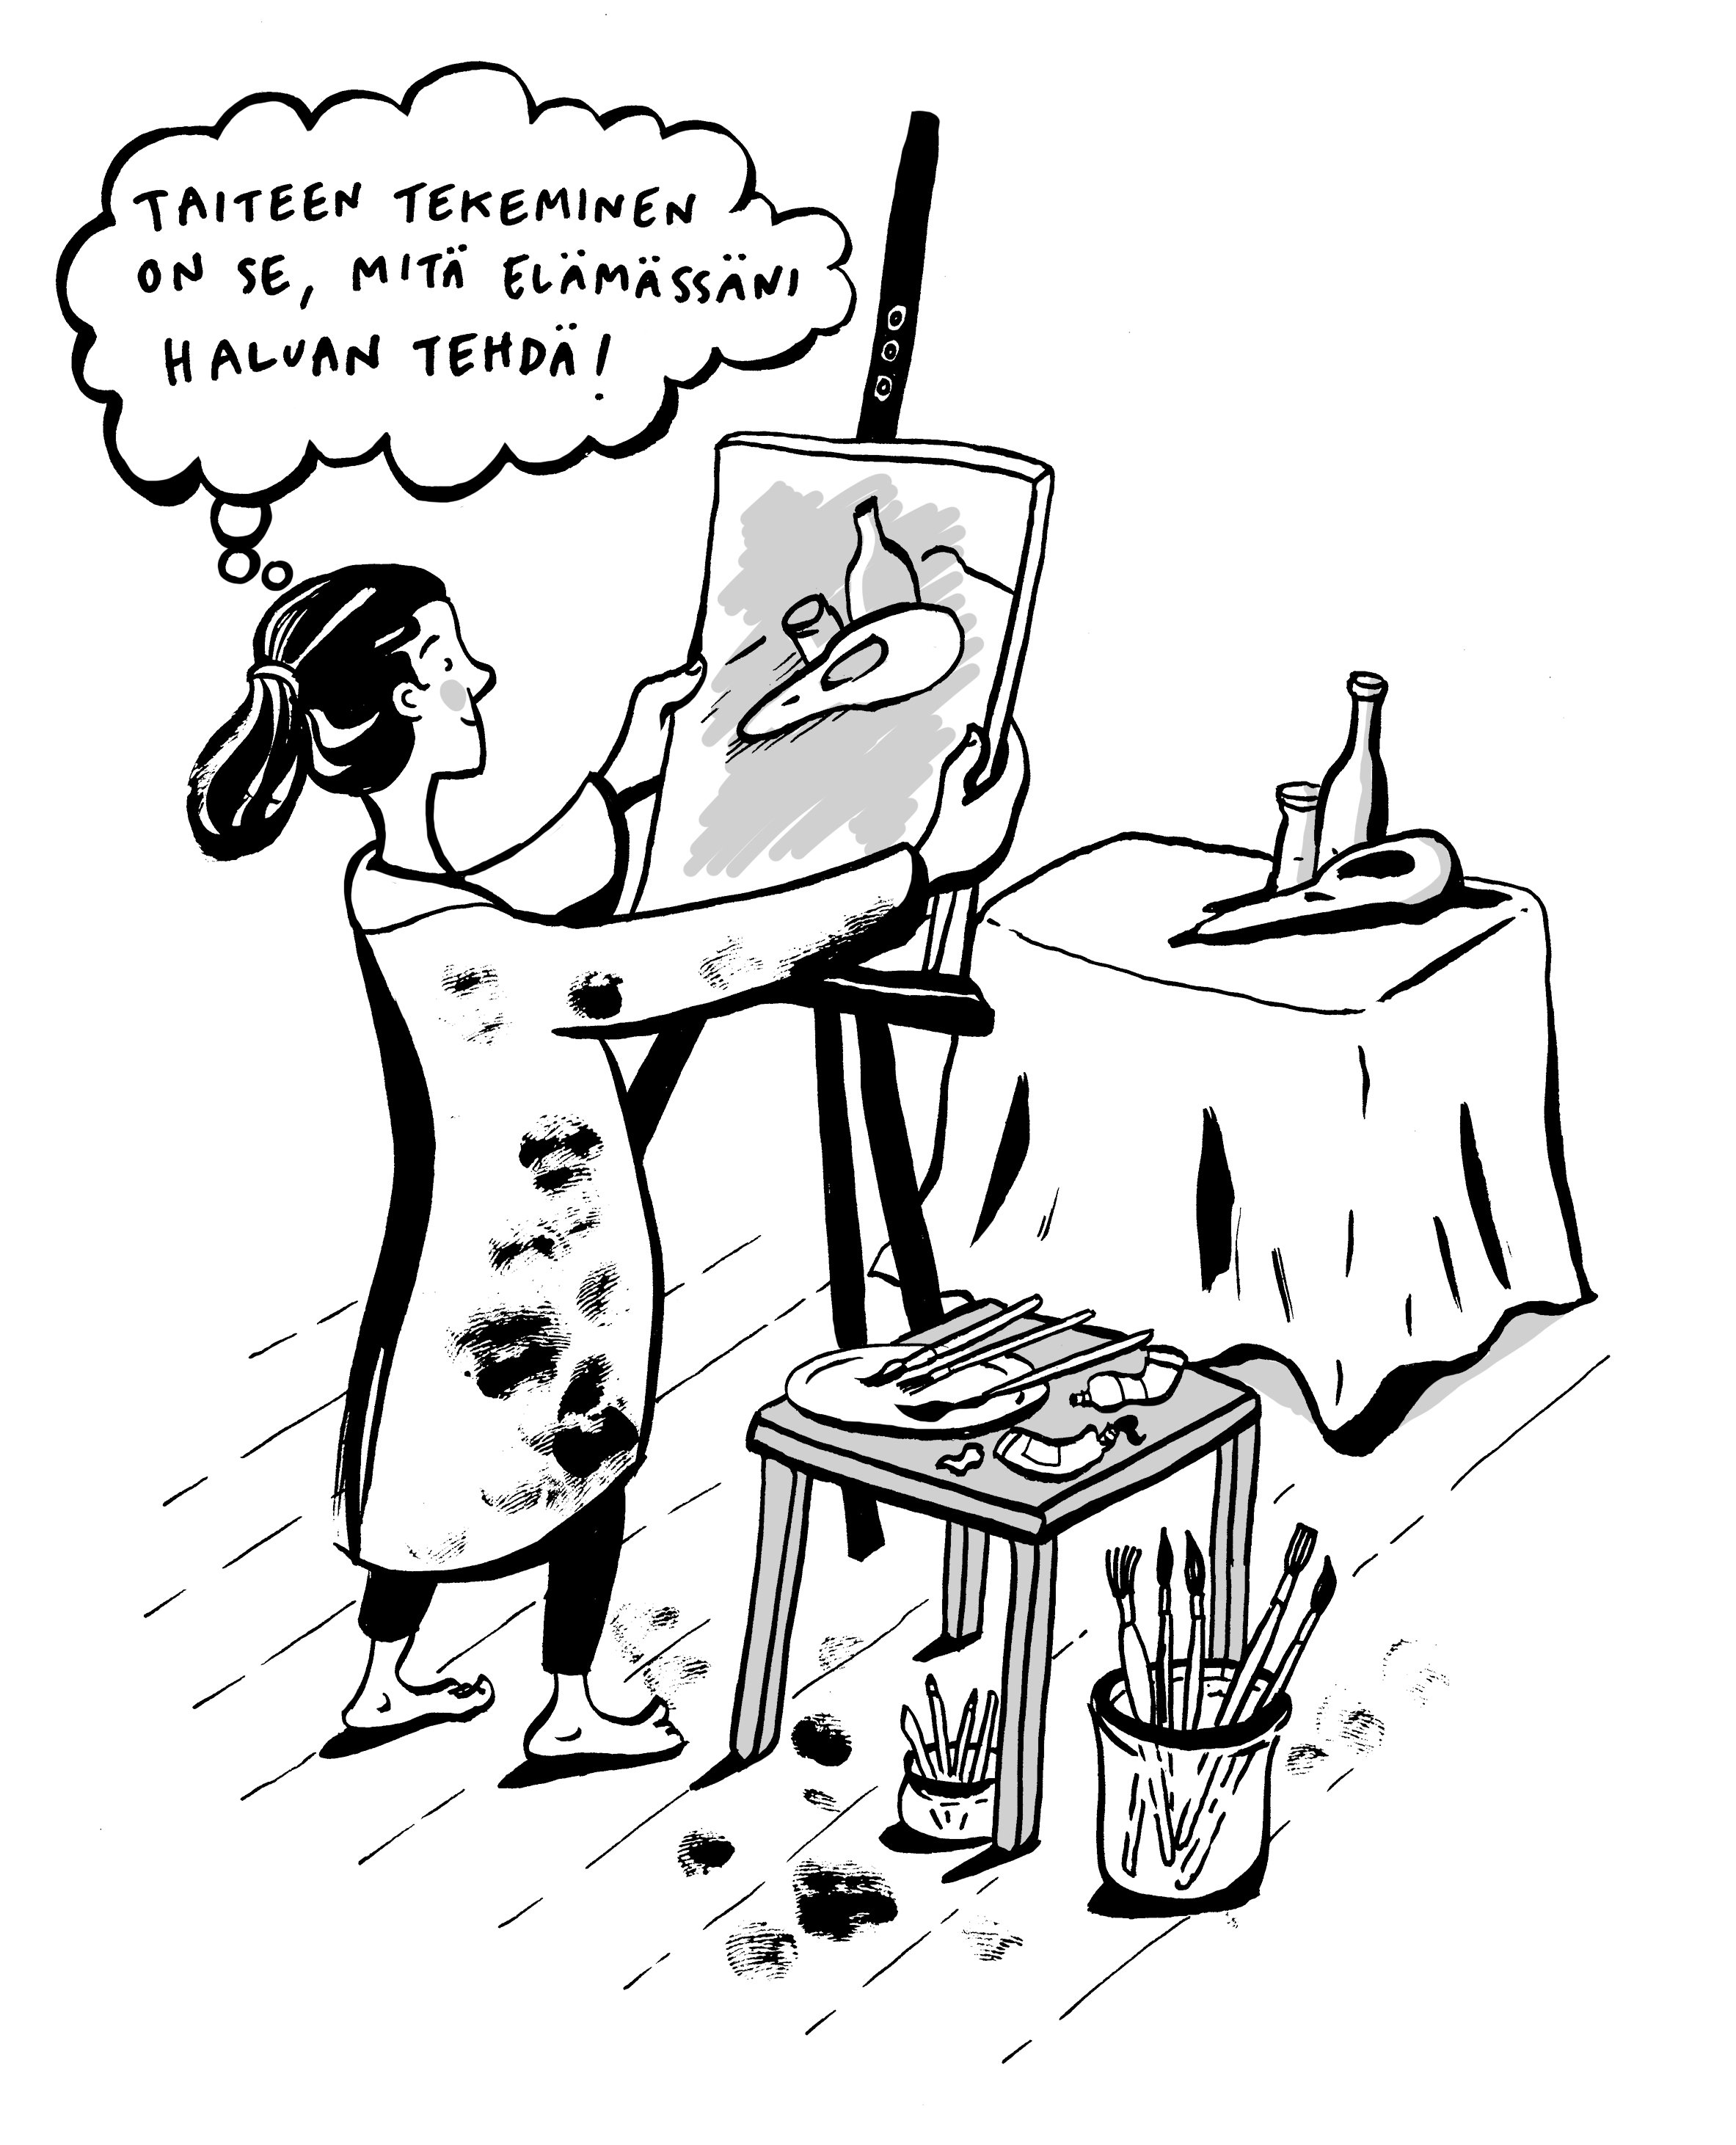 TAITEEN TEKEMINEN
ON SE, MITÄ ELÄMÄSSÄNI
HALUAN TEHDÄ!